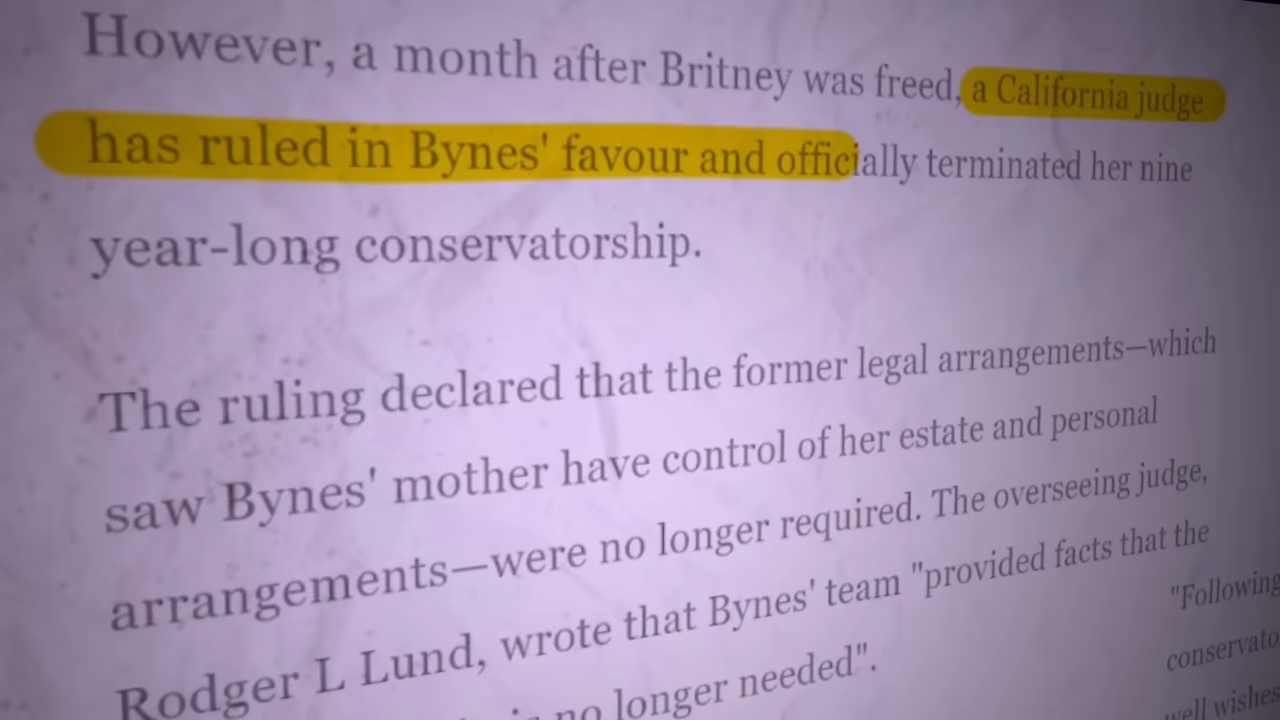 However, a month after Britney was freed, a California judge
has ruled in Bynes' favour and officially terminated her nine
year-long conservatorship.
The ruling declared that the former legal arrangements—which
saw Bynes' mother have control of her estate and personal
arrangements—were no longer required. The overseeing judge,
Rodger L Lund, wrote that Bynes' team "provided facts that the
no longer needed".
"Following
well wishes